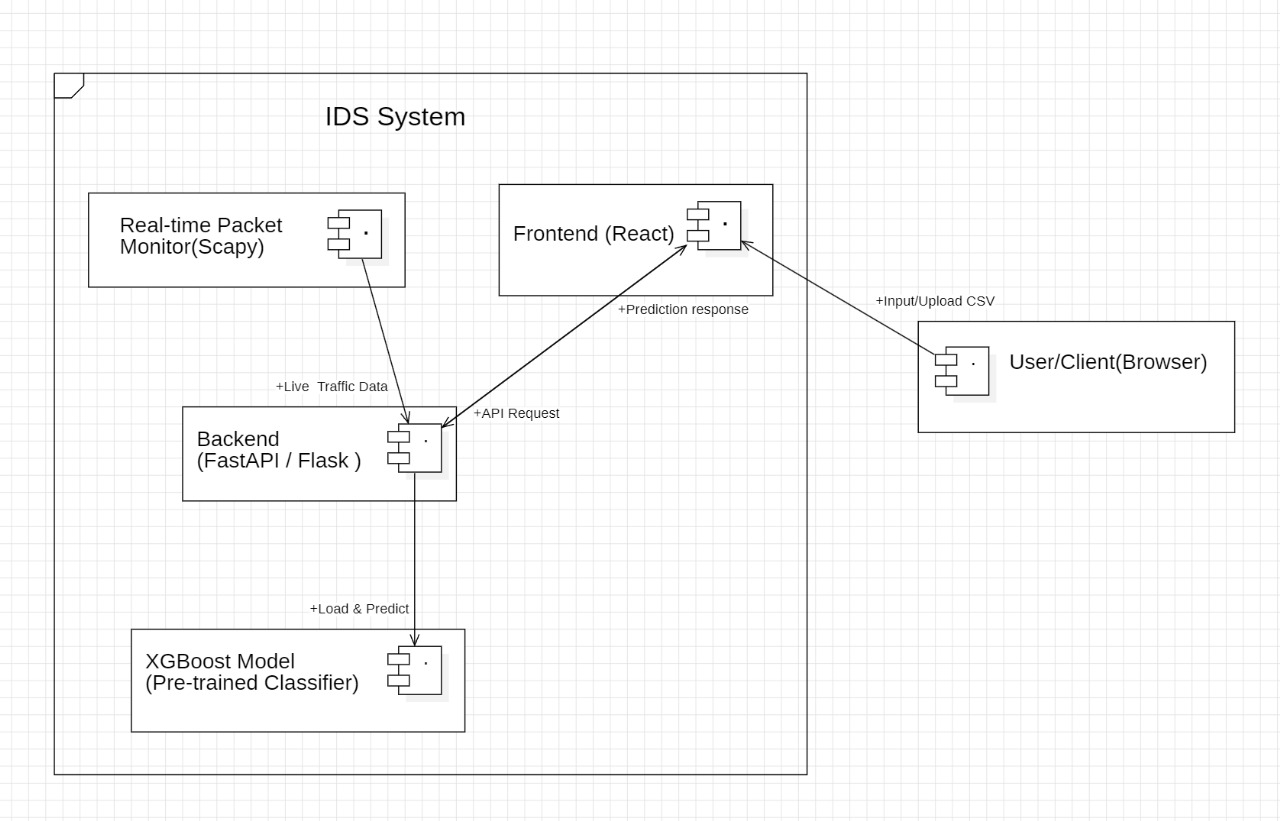 IDS System
Real-time Packet
Monitor(Scapy)
Frontend (React)
+Prediction response
+Input/Upload CSV
User/Client(Browser)
+Live  Traffic Data
+API Request
Backend
(FastAPI / Flask )
+Load & Predict
XGBoost Model
(Pre-trained Classifier)